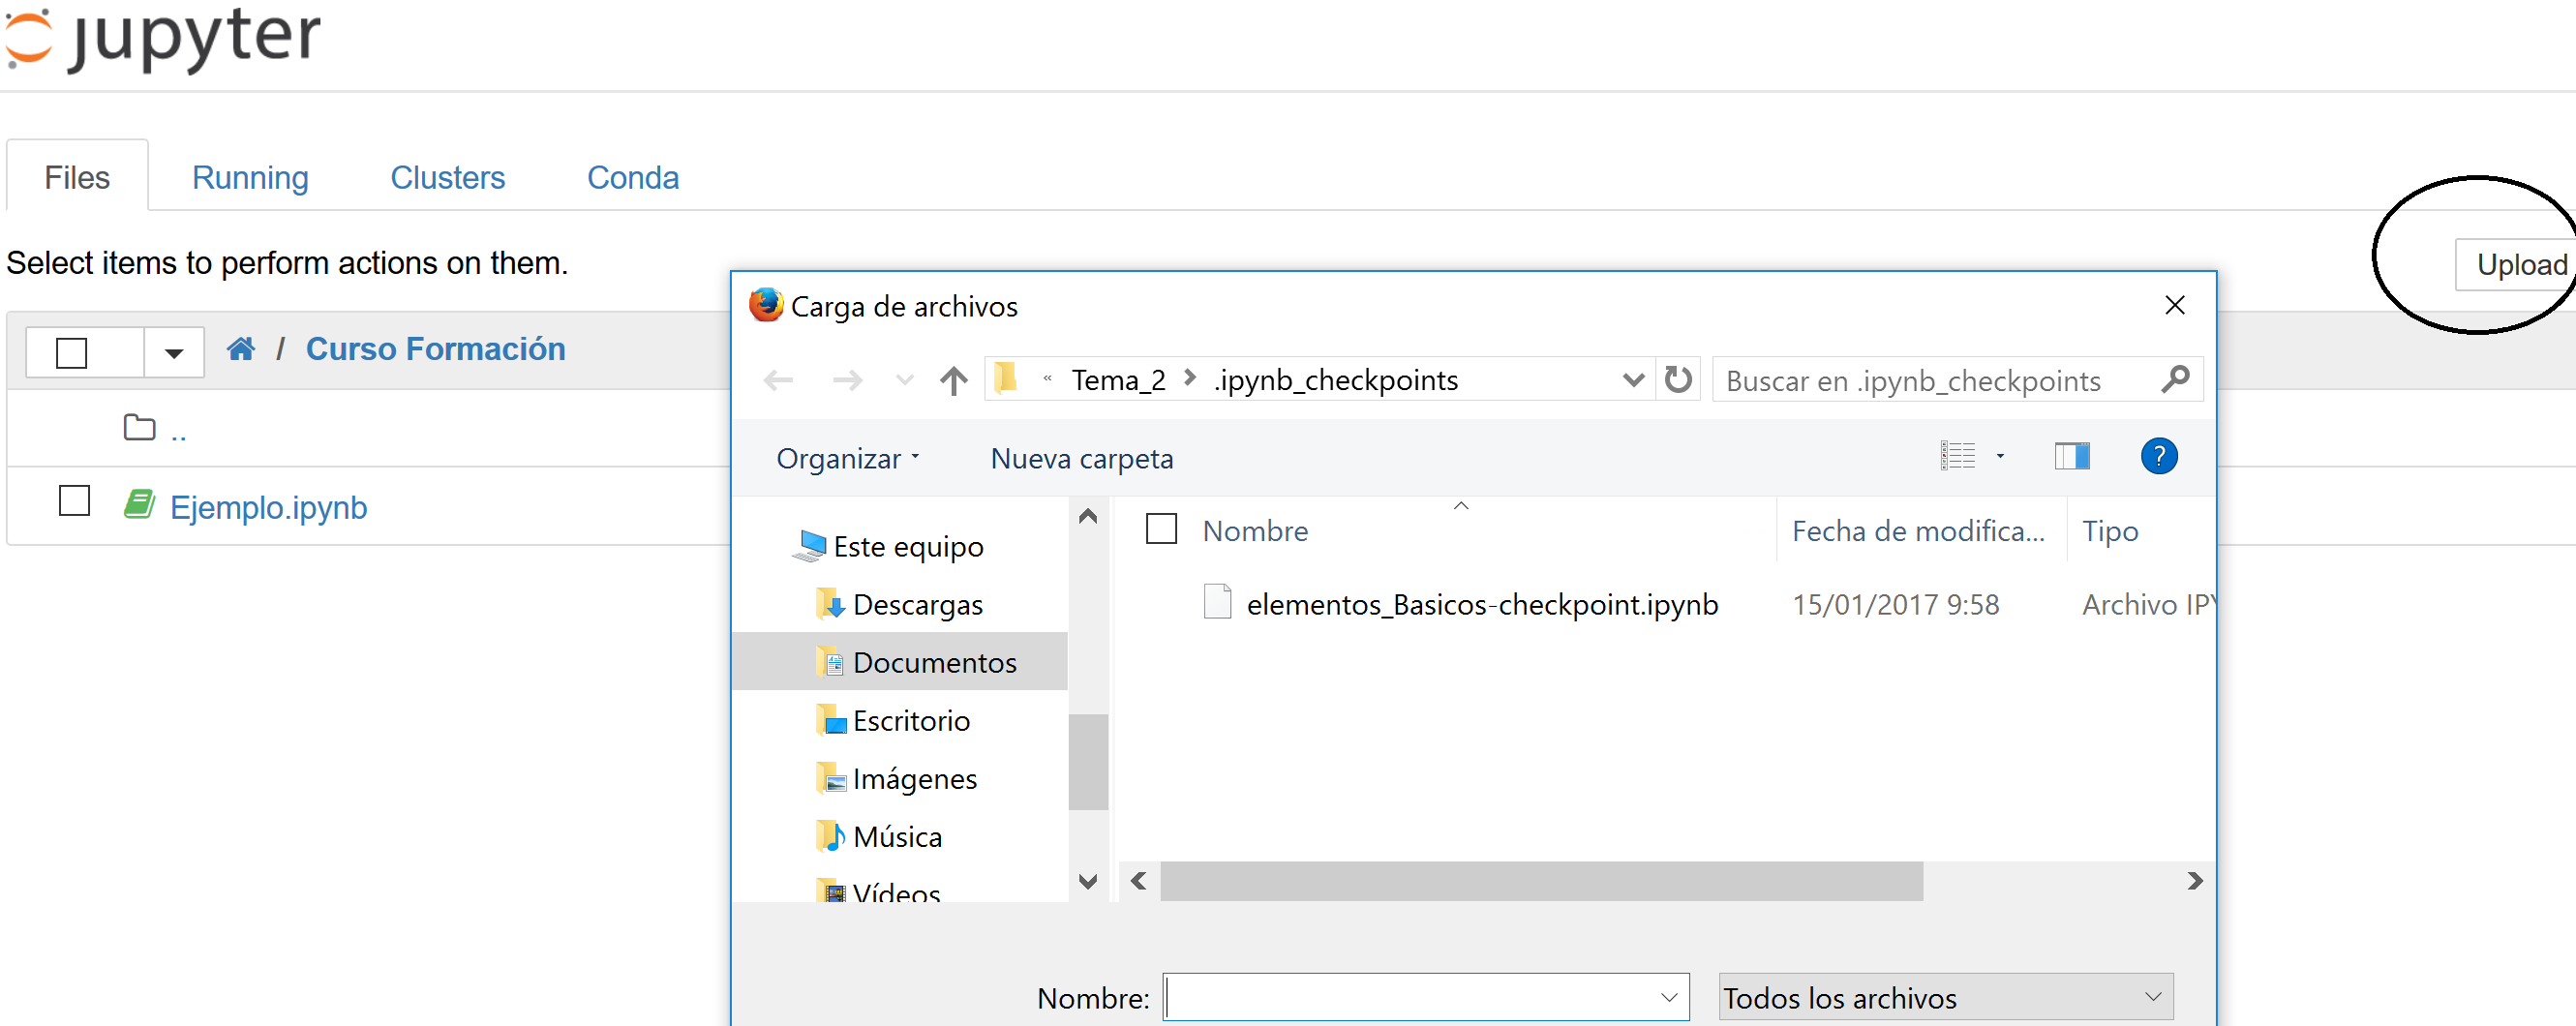 jupyter
Files Running Clusters Conda
Select items to perform actions on them.
Upload
/ Curso Formación
..
Ejemplo.ipynb
Carga de archivos
« Tema_2 > .ipynb_checkpoints
Buscar en .ipynb_checkpoints
Organizar Nueva carpeta
?
Este equipo
Descargas
Documentos
Escritorio
Imágenes
Música
Vídeos
Nombre Fecha de modifica... Tipo
elementos_Basicos-checkpoint.ipynb 15/01/2017 9:58 Archivo IPY
Nombre:
Todos los archivos